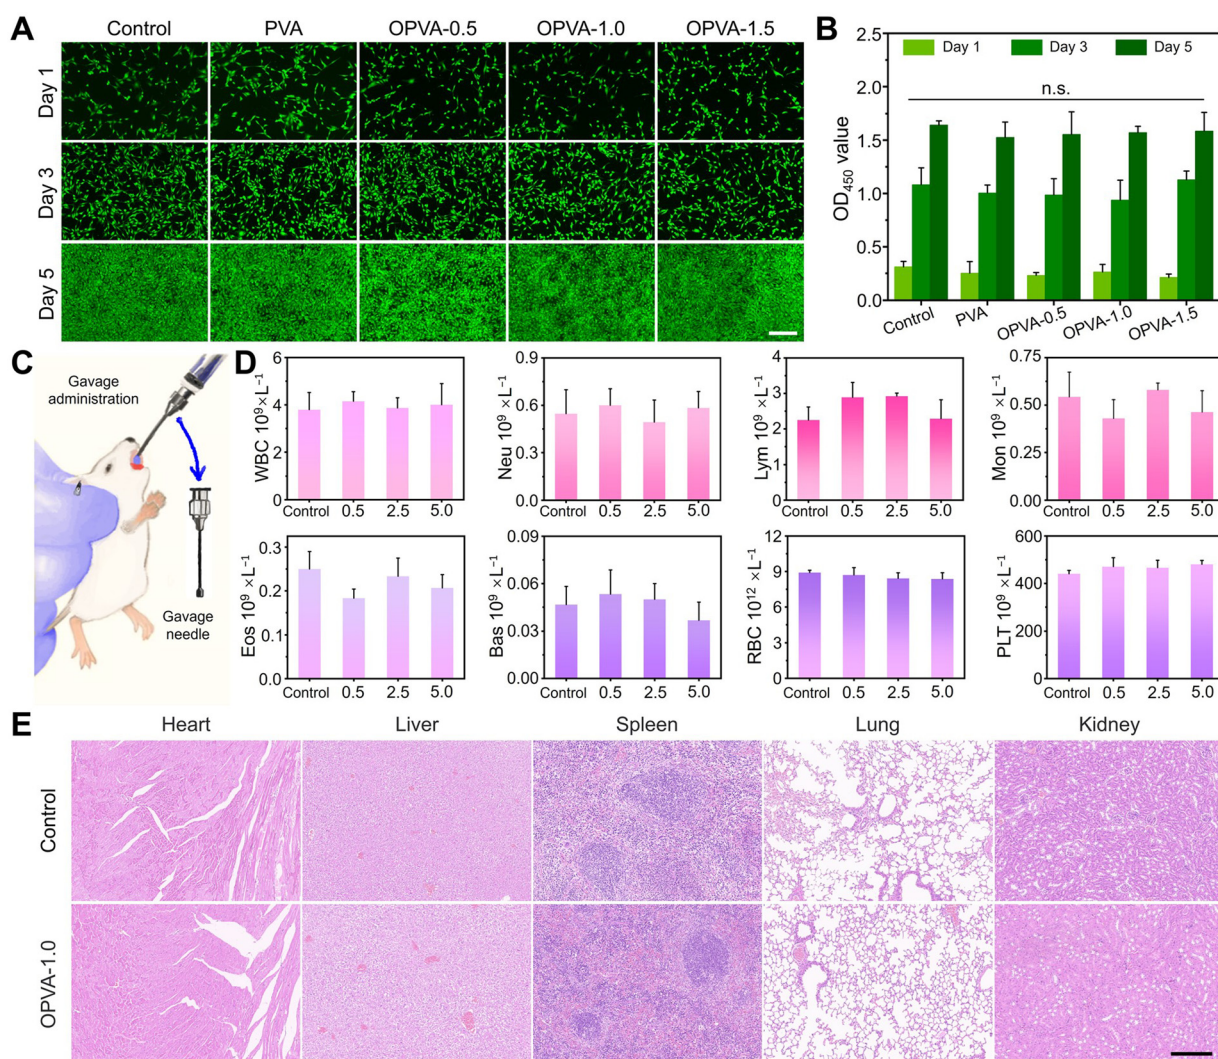 A
Control PVA OPVA-0.5 OPVA-1.0 OPVA-1.5
Day 1
Day 3
Day 5
B
OD450 value
2.5
2.0
1.5
1.0
0.5
0.0
Day 1 Day 3 Day 5
n.s.
Control PVA OPVA-0.5 OPVA-1.0 OPVA-1.5
C
Gavage
administration
Gavage
needle
D
WBC 10⁹ ×L⁻¹
6
4
2
0
Control 0.5 2.5 5.0
Neu 10⁹ ×L⁻¹
0.9
0.6
0.3
0.0
Control 0.5 2.5 5.0
Lym 10⁹ ×L⁻¹
4
3
2
1
0
Control 0.5 2.5 5.0
Mon 10⁹ ×L⁻¹
0.75
0.50
0.25
0.00
Control 0.5 2.5 5.0
Eos 10⁹ ×L⁻¹
0.3
0.2
0.1
0.0
Control 0.5 2.5 5.0
Bas 10⁹ ×L⁻¹
0.09
0.06
0.03
0.00
Control 0.5 2.5 5.0
RBC 10¹² ×L⁻¹
9
6
3
0
Control 0.5 2.5 5.0
PLT 10⁹ ×L⁻¹
600
400
200
0
Control 0.5 2.5 5.0
E
Heart Liver Spleen Lung Kidney
Control
OPVA-1.0